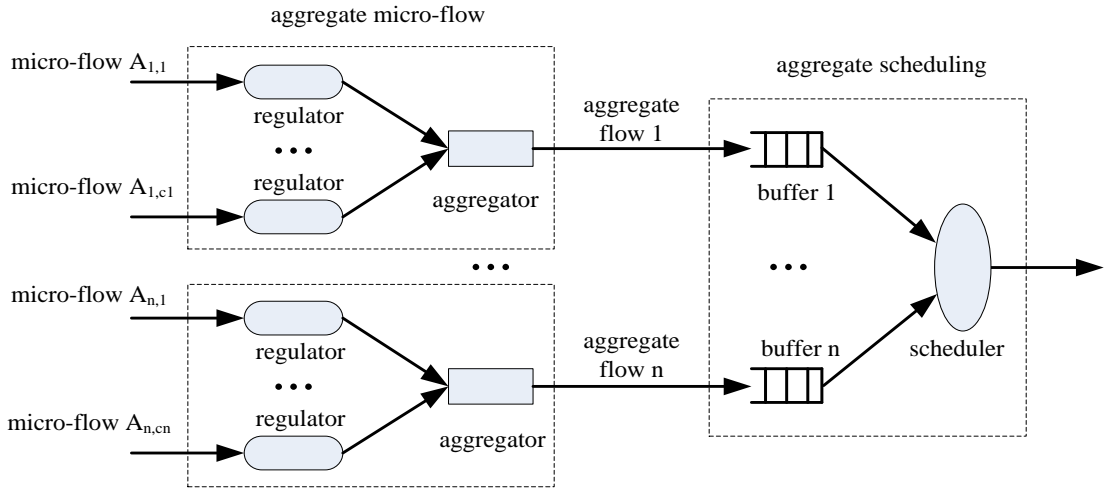 aggregate micro-flow
micro-flow A1,1
regulator
micro-flow A1,c1
regulator
aggregator
aggregate
flow 1
aggregate scheduling
buffer 1
micro-flow An,1
regulator
micro-flow An,cn
regulator
aggregator
aggregate
flow n
buffer n
scheduler